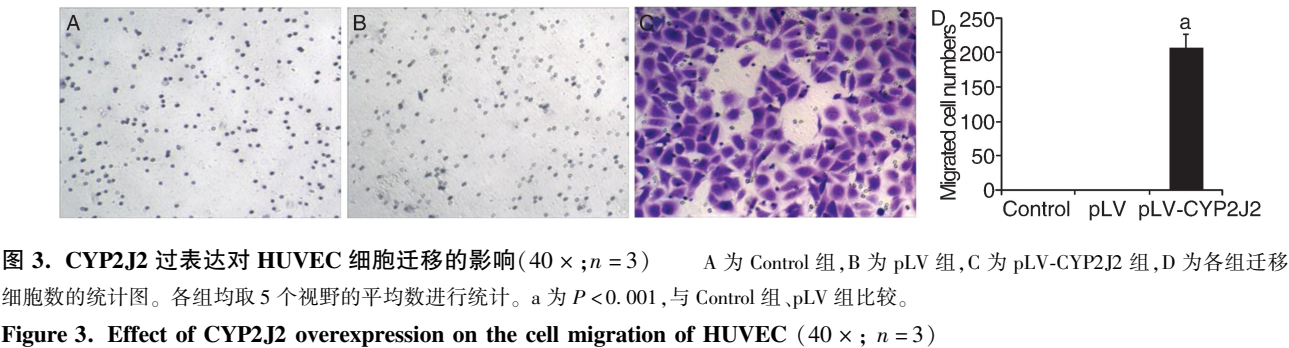 A
B
C
D
250
200
150
100
50
0
Migrated cell numbers
a
Control pLV pLV-CYP2J2
图 3. CYP2J2 过表达对 HUVEC 细胞迁移的影响(40 × ;n = 3) A 为 Control 组,B 为 pLV 组,C 为 pLV-CYP2J2 组,D 为各组迁移
细胞数的统计图。各组均取 5 个视野的平均数进行统计。a 为 P < 0. 001,与 Control 组、pLV 组比较。
Figure 3. Effect of CYP2J2 overexpression on the cell migration of HUVEC (40 × ; n = 3)